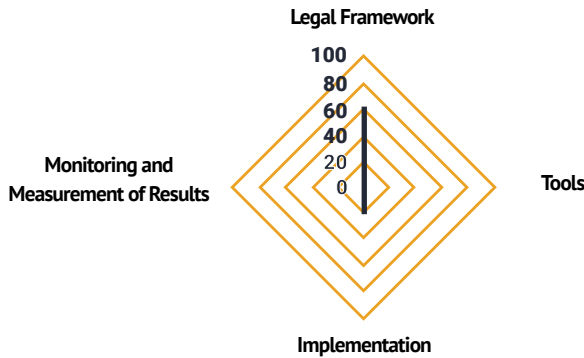 Legal Framework
100
80
60
40
20
0
Monitoring and
Measurement of Results
Tools
Implementation